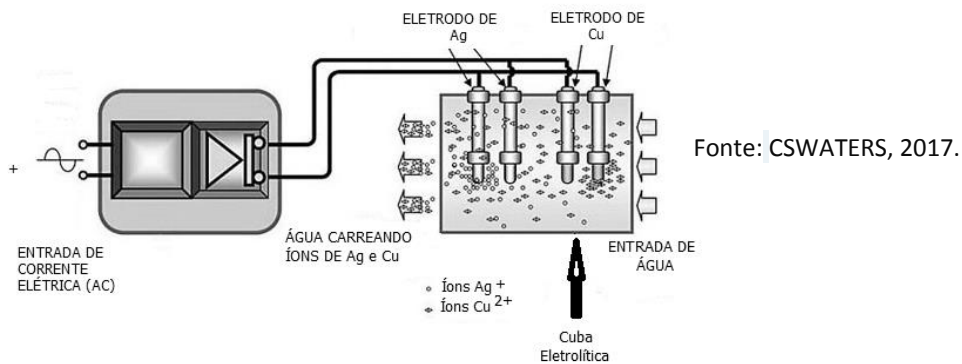 ELETRODO DE
Ag
ELETRODO DE
Cu
Fonte: CSWATERS, 2017.
+
ENTRADA DE
CORRENTE
ELÉTRICA (AC)
ÁGUA CARREANDO
ÍONS DE Ag e Cu
ENTRADA DE
ÁGUA
Íons Ag +
Íons Cu 2+
Cuba
Eletrolítica